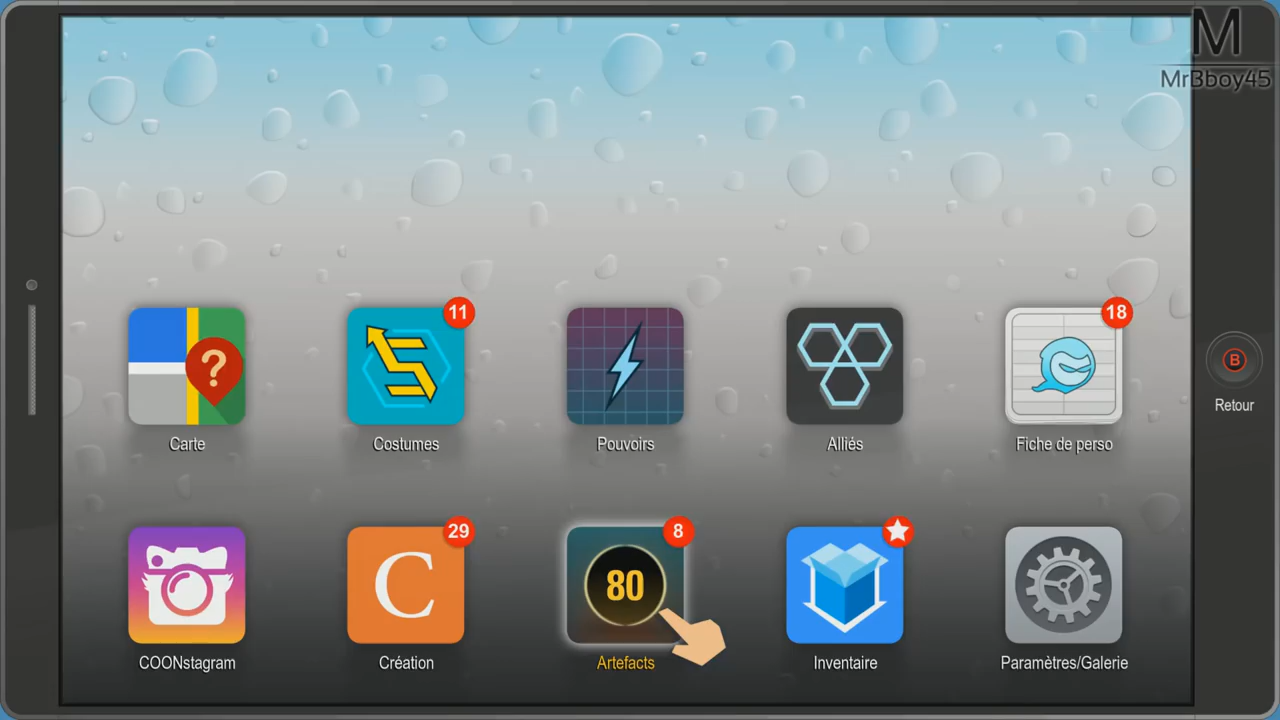 M
MrBboy45
11
18
?
Carte
Costumes
Pouvoirs
Alliés
Fiche de perso
B
Retour
29
8
C
80
COONstagram
Création
Artefacts
Inventaire
Paramètres/Galerie